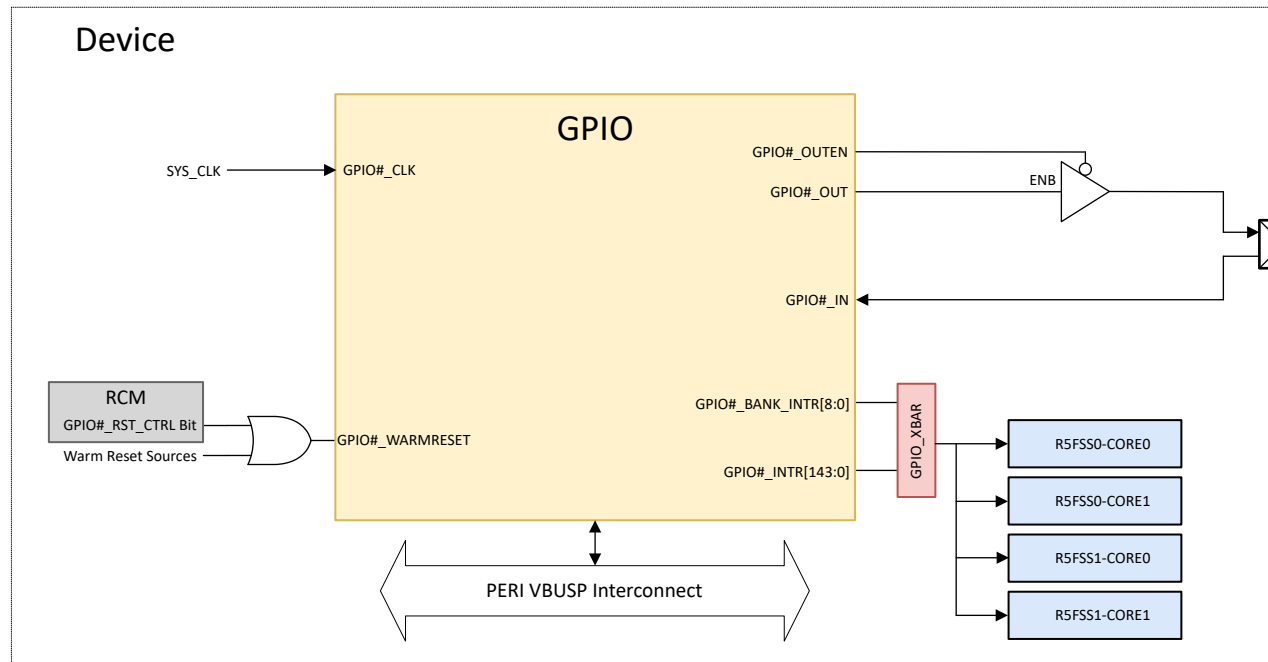 Device
GPIO
SYS_CLK
GPIO#_CLK
GPIO#_OUTEN
GPIO#_OUT
ENB
GPIO#_IN
RCM
GPIO#_RST_CTRL Bit
Warm Reset Sources
GPIO#_WARMRESET
GPIO#_BANK_INTR[8:0]
GPIO#_INTR[143:0]
GPIO_XBAR
R5FSS0-CORE0
R5FSS0-CORE1
R5FSS1-CORE0
R5FSS1-CORE1
PERI VBUSP Interconnect